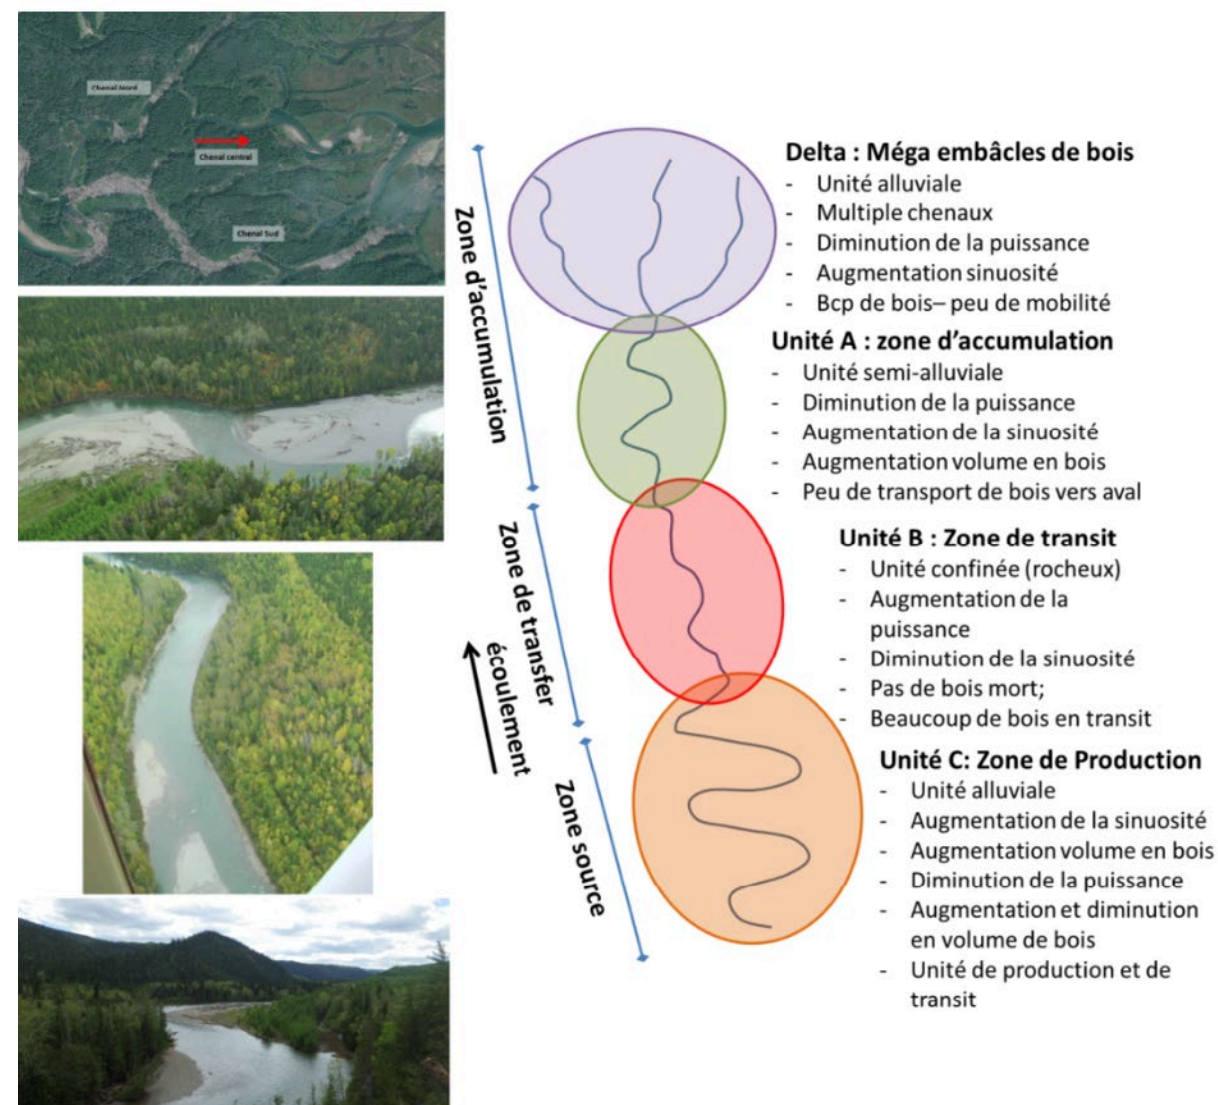 Chenal Nord
Chenal central
Chenal Sud
Zone d'accumulation
Zone de transfer
écoulement
Zone source
Delta : Méga embâcles de bois
- Unité alluviale
- Multiple chenaux
- Diminution de la puissance
- Augmentation sinuosité
- Bcp de bois– peu de mobilité
Unité A : zone d'accumulation
- Unité semi-alluviale
- Diminution de la puissance
- Augmentation de la sinuosité
- Augmentation volume en bois
- Peu de transport de bois vers aval
Unité B : Zone de transit
- Unité confinée (rocheux)
- Augmentation de la
puissance
- Diminution de la sinuosité
- Pas de bois mort;
- Beaucoup de bois en transit
Unité C: Zone de Production
- Unité alluviale
- Augmentation de la sinuosité
- Augmentation volume en bois
- Diminution de la puissance
- Augmentation et diminution
en volume de bois
- Unité de production et de
transit